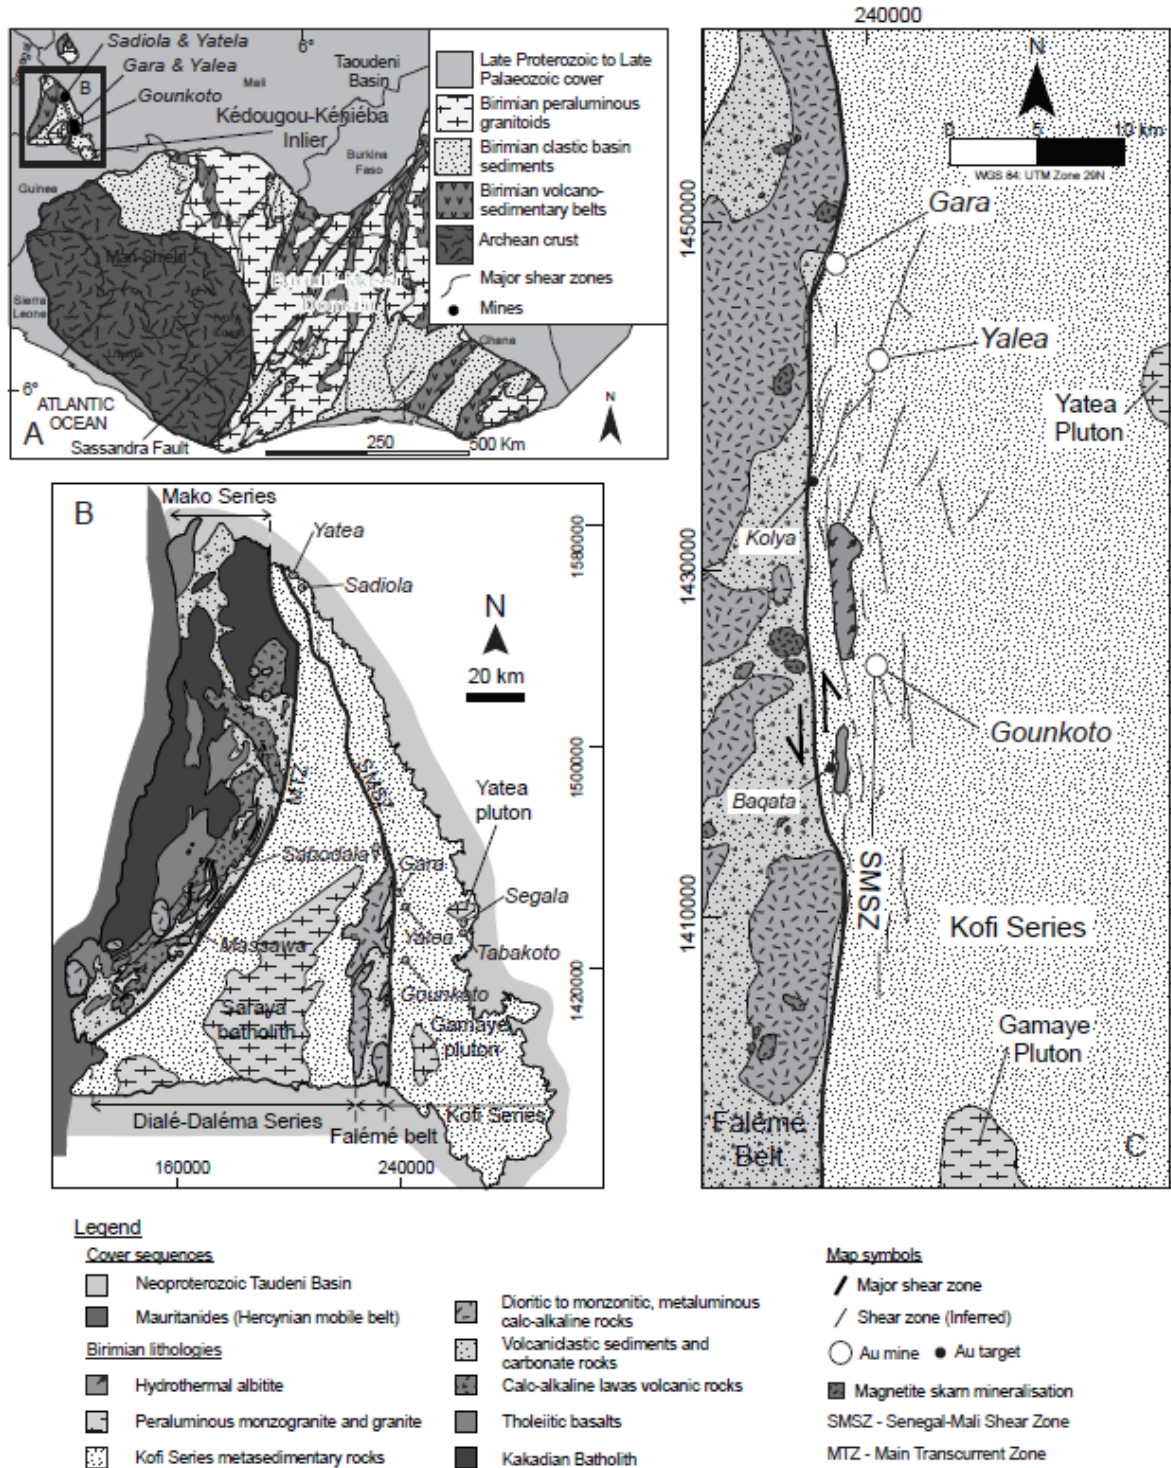 240000
Sadiola & Yatela
Gara & Yalea
Gounkoto
Kédougou-Kéniéba
Inlier
6°
Taoudeni
Basin
Mali
B
Burkina
Faso
Guinea
Man Shield
Sierra
Leone
Liberia
Ghana
6°
ATLANTIC
OCEAN
A
Sassandra Fault
250
500 Km
N
Late Proterozoic to Late
Palaeozoic cover
Birimian peraluminous
granitoids
Birimian clastic basin
sediments
Birimian volcano-
sedimentary belts
Archean crust
Major shear zones
Mines
B
Mako Series
Yatea
Sadiola
N
20 km
1580000
1500000
1420000
MTZ
SMSZ
Yatea
pluton
Sabodala
Gara
Segala
Massawa
Yatea
Tabakoto
Gounkoto
Saraya
batholith
Gamaye
pluton
Dialé-Daléma Series
Falémé belt
Kofi Series
160000
240000
N
0
5
10 km
WGS 84: UTM Zone 29N
1450000
1430000
1410000
Gara
Yalea
Yatea
Pluton
Kolya
Gounkoto
Baqata
SMSZ
Kofi Series
Gamaye
Pluton
Falémé
Belt
C
Legend
Cover sequences
Neoproterozoic Taudeni Basin
Mauritanides (Hercynian mobile belt)
Birimian lithologies
Hydrothermal albitite
Peraluminous monzogranite and granite
Kofi Series metasedimentary rocks
Dioritic to monzonitic, metaluminous
calc-alkaline rocks
Volcaniclastic sediments and
carbonate rocks
Calc-alkaline lavas volcanic rocks
Tholeiitic basalts
Kakadian Batholith
Map symbols
Major shear zone
Shear zone (Inferred)
Au mine
Au target
Magnetite skarn mineralisation
SMSZ - Senegal-Mali Shear Zone
MTZ - Main Transcurrent Zone